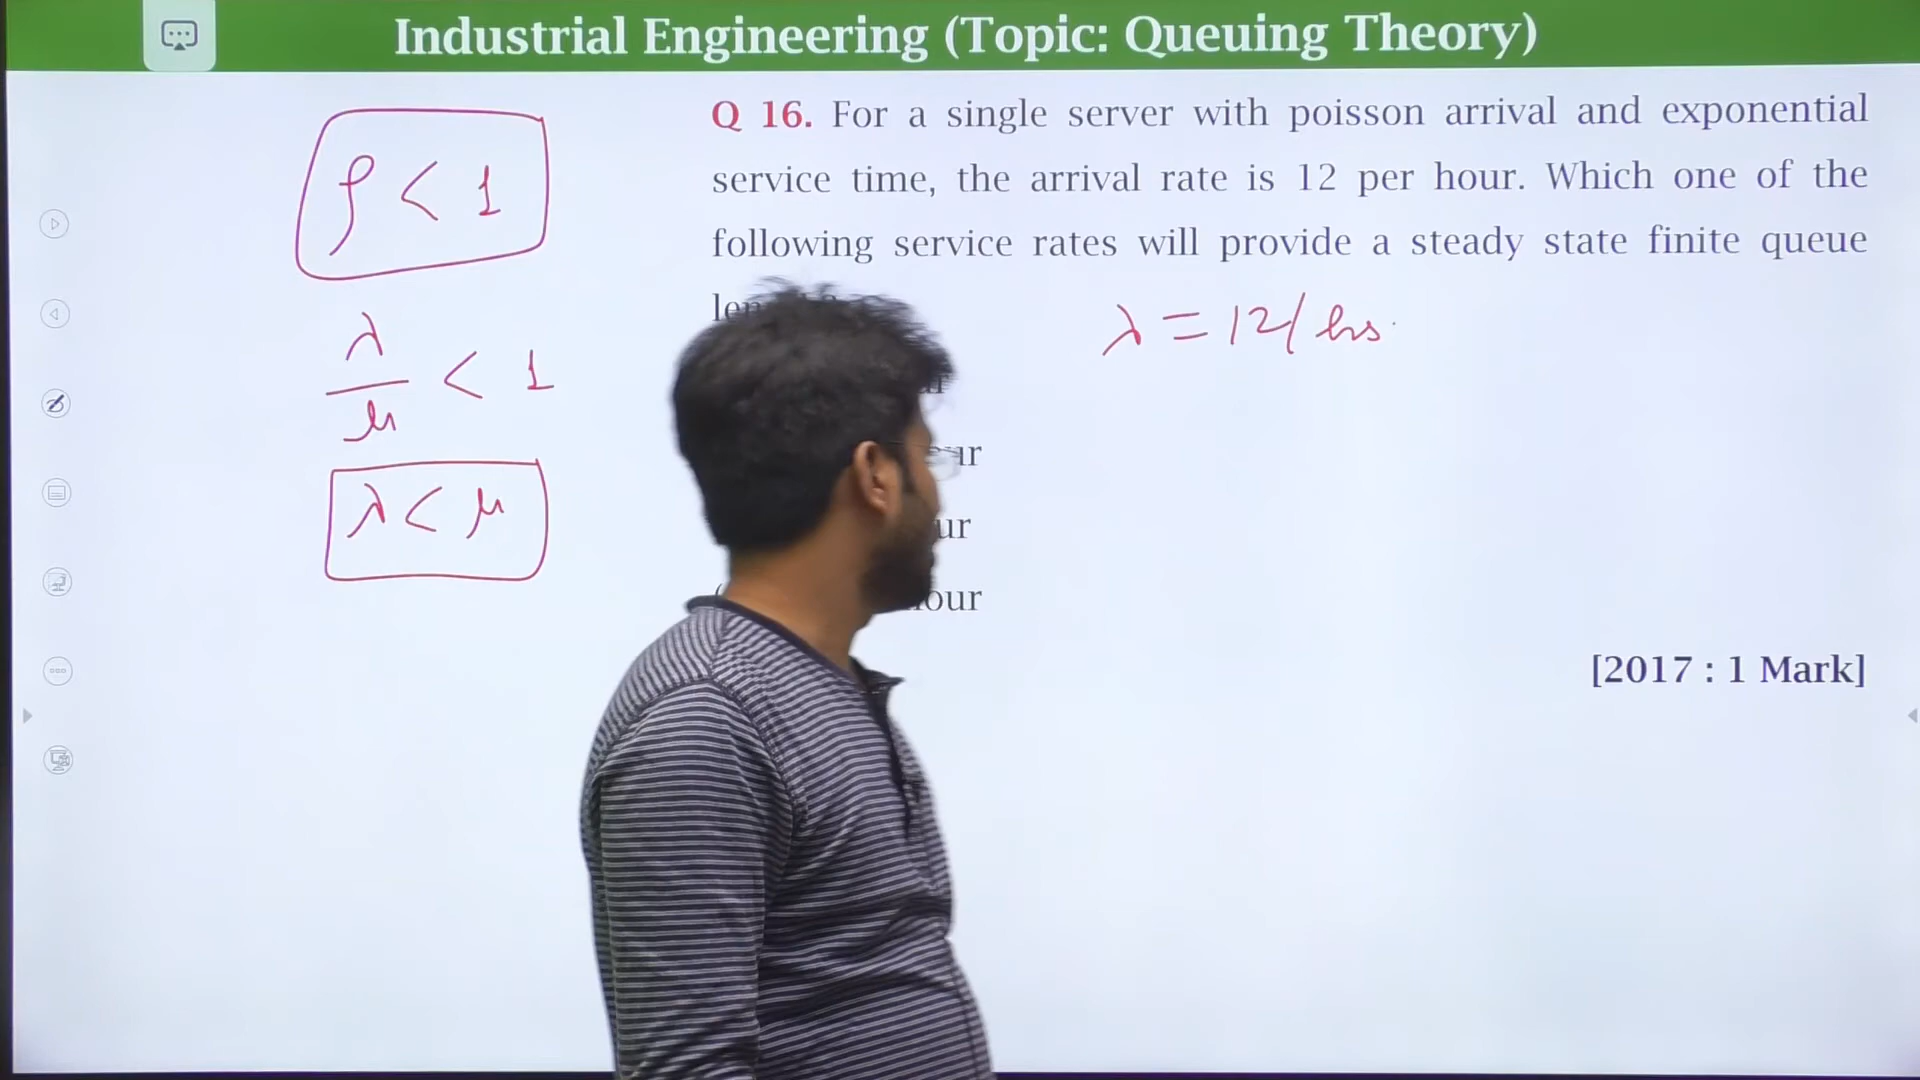 Industrial Engineering (Topic: Queuing Theory)
Q 16. For a single server with poisson arrival and exponential
service time, the arrival rate is 12 per hour. Which one of the
following service rates will provide a steady state finite queue
λ = 12/hs.
[2017 : 1 Mark]
ρ < 1
λ/μ < 1
λ < μ